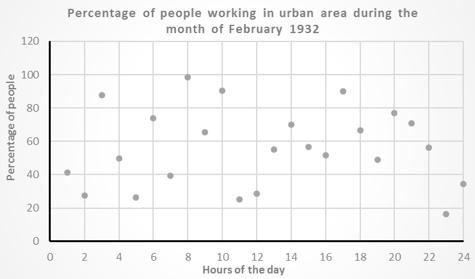 Percentage of people working in urban area during the
month of February 1932
120
100
80
60
40
20
0
Percentage of people
0 2 4 6 8 10 12 14 16 18 20 22 24
Hours of the day